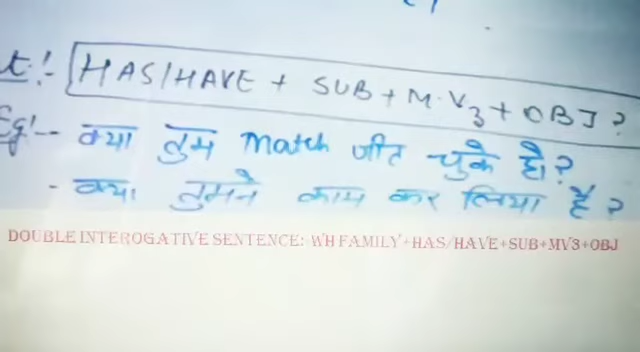 t:- HAS/HAVE + SUB + M.V3 + OBJ ?
Eg:- क्या तुम match जीत चुके हो?
- क्या तुमने काम कर लिया है ?
DOUBLE INTEROGATIVE SENTENCE: WH FAMILY+HAS/HAVE+SUB+MV3+OBJ